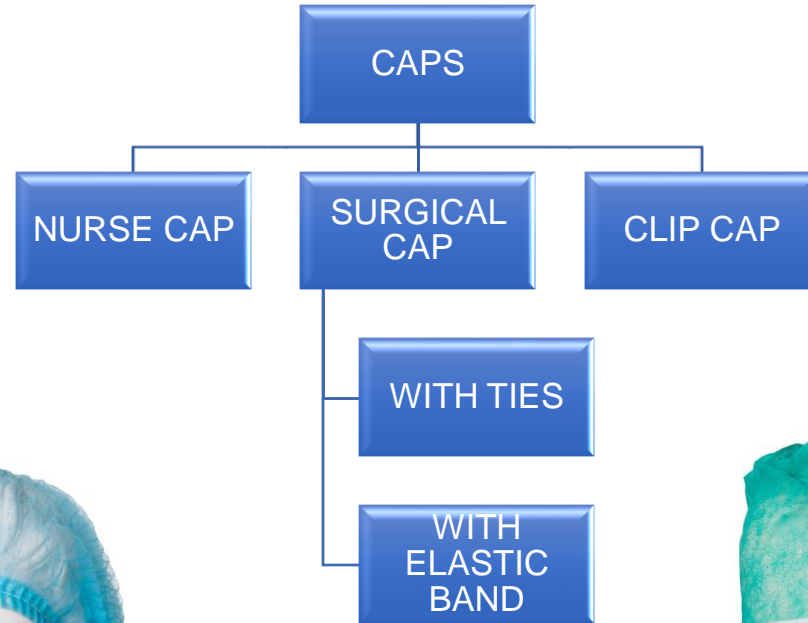 CAPS
NURSE CAP
SURGICAL
CAP
CLIP CAP
WITH TIES
WITH
ELASTIC
BAND